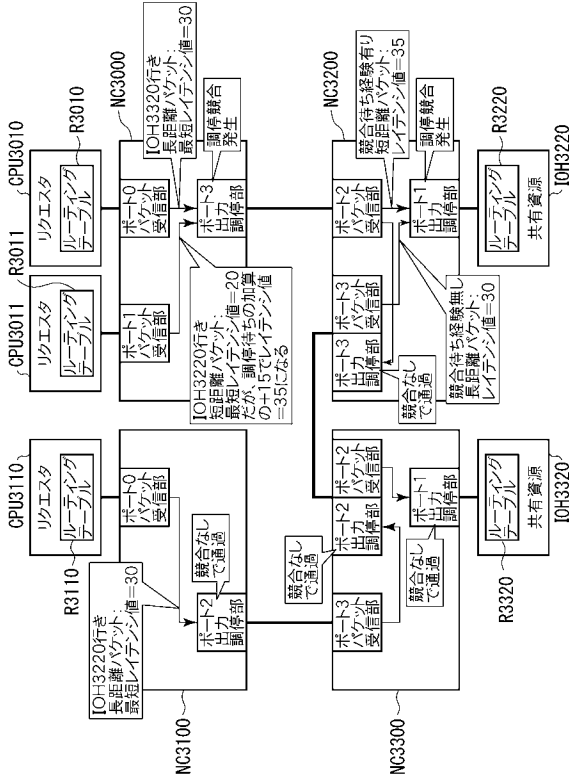 CPU3110
リクエスタ
ルーティング
テーブル
R3110
CPU3011
リクエスタ
ルーティング
テーブル
R3011
CPU3010
リクエスタ
ルーティング
テーブル
R3010
NC3100
ポート0
パケット
受信部
IOH3220行き
長距離パケット:
最短レイテンシ値=30
ポート2
出力
調停部
競合なし
で通過
NC3000
ポート1
パケット
受信部
ポート0
パケット
受信部
IOH3320行き
長距離パケット:
最短レイテンシ値=30
ポート3
出力
調停部
調停競合
発生
IOH3220行き
短距離パケット:
最短レイテンシ値=20
だが、調停待ちの加算
の+15でレイテンシ値
=35になる
NC3300
ポート3
パケット
受信部
ポート2
出力
調停部
ポート2
パケット
受信部
競合なし
で通過
ポート1
出力
調停部
競合なし
で通過
NC3200
ポート3
出力
調停部
ポート3
パケット
受信部
ポート2
パケット
受信部
競合なし
で通過
競合待ち経験有り
短距離パケット:
レイテンシ値=35
ポート1
出力
調停部
調停競合
発生
競合待ち経験無し
長距離パケット:
レイテンシ値=30
ルーティング
テーブル
共有資源
R3320
IOH3320
ルーティング
テーブル
共有資源
R3220
IOH3220